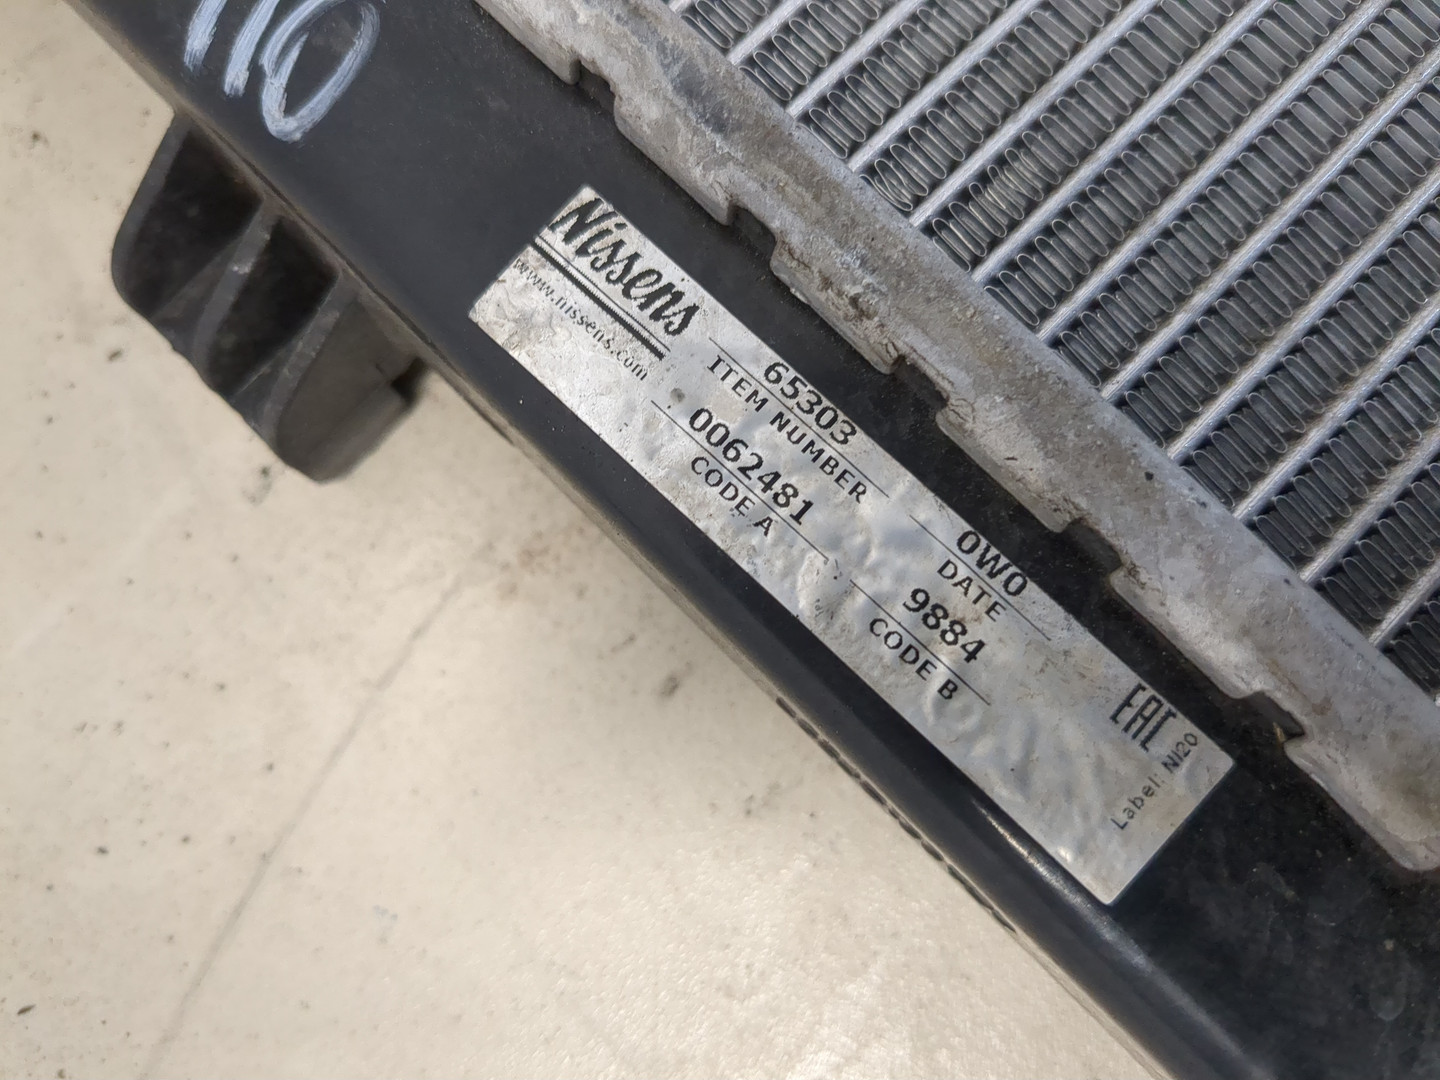 Nissens
www.nissens.com
65303
ITEM NUMBER
0062481
CODE A
0W0
DATE
9884
CODE B
EAC
Label: NI20